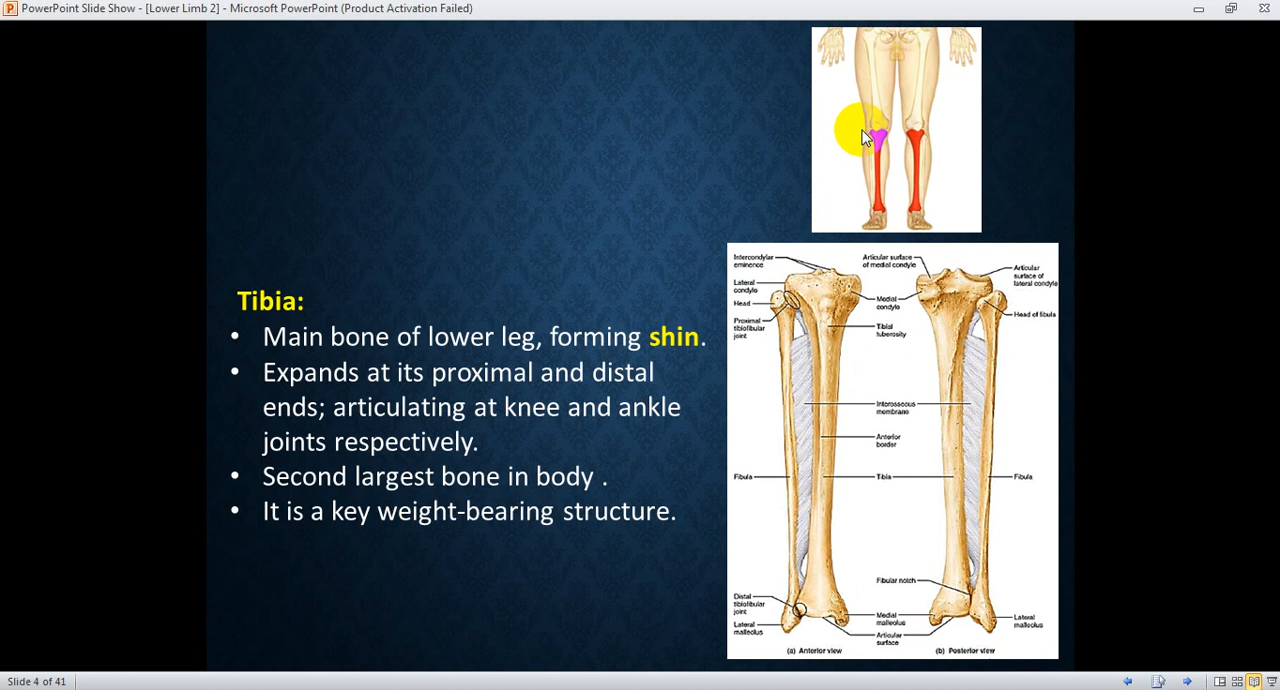 PowerPoint Slide Show - [Lower Limb 2] - Microsoft PowerPoint (Product Activation Failed)
Tibia:
• Main bone of lower leg, forming shin.
• Expands at its proximal and distal
ends; articulating at knee and ankle
joints respectively.
• Second largest bone in body .
• It is a key weight-bearing structure.
Intercondylar
eminence
Lateral
condyle
Head
Proximal
tibiofibular
joint
Fibula
Distal
tibiofibular
joint
Lateral
malleolus
Articular surface
of medial condyle
Medial
condyle
Tibial
tuberosity
Interosseous
membrane
Anterior
border
Tibia
Fibular notch
Medial
malleolus
Articular
surface
Articular
surface of
lateral condyle
Head of fibula
Fibula
Lateral
malleolus
(a) Anterior view
(b) Posterior view
Slide 4 of 41